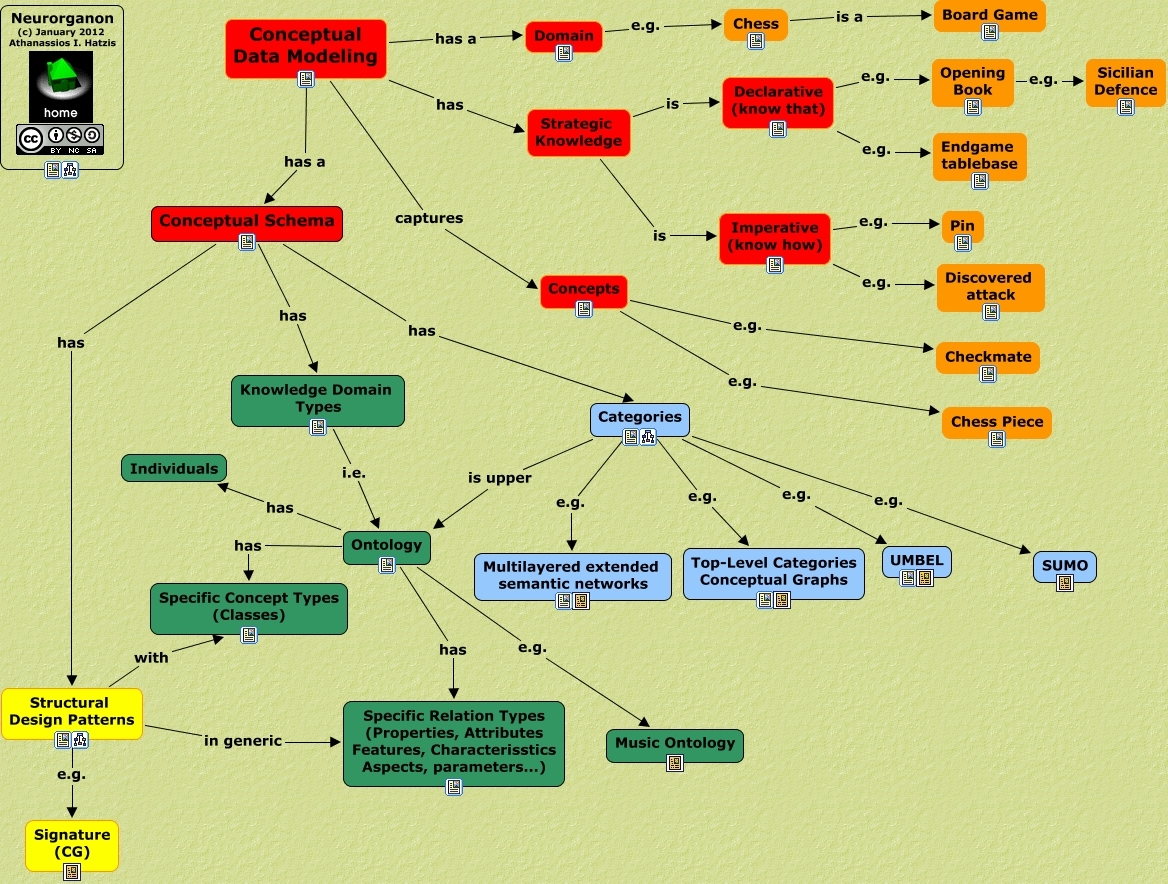 Neurorganon
(c) January 2012
Athanassios I. Hatzis
home
cc
BY NC SA
Conceptual
Data Modeling
has a
Domain
e.g.
Chess
is a
Board Game
has
Strategic
Knowledge
is
Declarative
(know that)
e.g.
Opening
Book
e.g.
Sicilian
Defence
e.g.
Endgame
tablebase
is
Imperative
(know how)
e.g.
Pin
e.g.
Discovered
attack
has a
Conceptual Schema
captures
Concepts
e.g.
Checkmate
e.g.
Chess Piece
has
has
has
Knowledge Domain
Types
Categories
i.e.
Individuals
has
is upper
e.g.
e.g.
e.g.
e.g.
has
Ontology
Multilayered extended
semantic networks
Top-Level Categories
Conceptual Graphs
UMBEL
SUMO
Specific Concept Types
(Classes)
with
has
e.g.
Structural
Design Patterns
in generic
Specific Relation Types
(Properties, Attributes
Features, Characterisstics
Aspects, parameters...)
Music Ontology
e.g.
Signature
(CG)